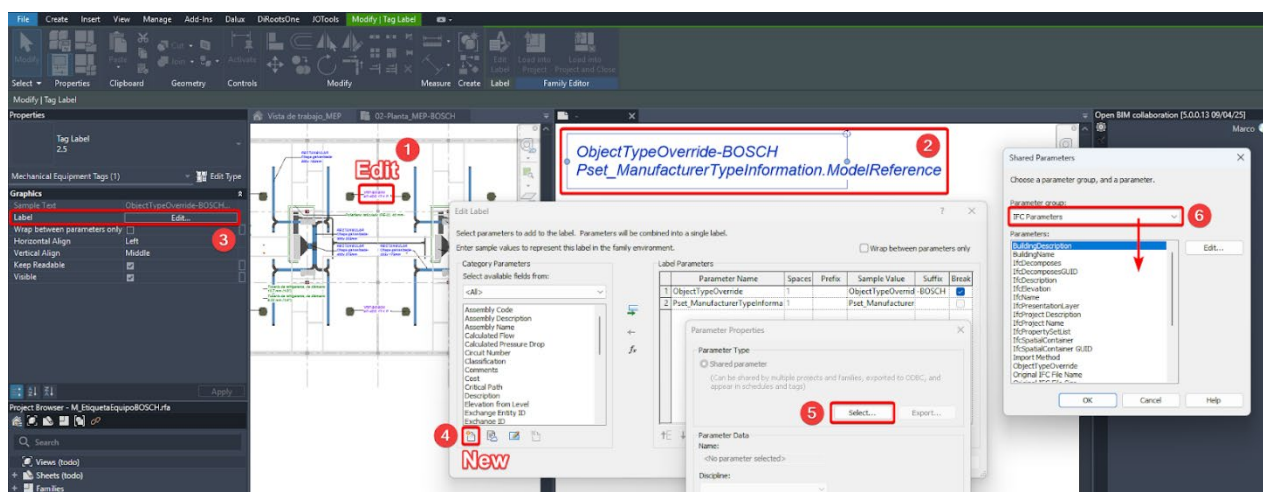 File Create Insert View Manage Add-Ins Dalux DiRootsOne JOTools Modify | Tag Label
Modify Paste Cut Join Activate Edit Label Load into Project Load into Project and Close
Select Properties Clipboard Geometry Controls Modify Measure Create Label Family Editor
Modify | Tag Label
Properties
Tag Label
2.5
Mechanical Equipment Tags (1) Edit Type
Graphics
Sample Text ObjectTypeOverride-BOSCH...
Label Edit...
Wrap between parameters only
Horizontal Align Left
Vertical Align Middle
Keep Readable
Visible
3
Apply
Project Browser - M_EtiquetaEquipoBOSCH.rfa
Search
Views (todo)
Sheets (todo)
Families
Vista de trabajo_MEP 02-Planta_MEP-BOSCH -
1
Edit
2
ObjectTypeOverride-BOSCH
Pset_ManufacturerTypeInformation.ModelReference
Edit Label ? X
Select parameters to add to the label. Parameters will be combined into a single label.
Enter sample values to represent this label in the family environment.
Wrap between parameters only
Category Parameters
Select available fields from:
<All>
Assembly Code
Assembly Description
Assembly Name
Calculated Flow
Calculated Pressure Drop
Circuit Number
Classification
Comments
Cost
Critical Path
Description
Elevation from Level
Exchange Entity ID
Exchange ID
4
New
Label Parameters
Parameter Name Spaces Prefix Sample Value Suffix Break
1 ObjectTypeOverride 1 ObjectTypeOverrid -BOSCH
2 Pset_ManufacturerTypeInforma 1 Pset_Manufacturer
Parameter Properties
Parameter Type
Shared parameter
(Can be shared by multiple projects and families, exported to ODBC, and
appear in schedules and tags)
5
Select... Export...
Parameter Data
Name:
<No parameter selected>
Discipline:
Open BIM collaboration [5.0.0.13 09/04/25]
Marco
Shared Parameters
Choose a parameter group, and a parameter.
Parameter group:
IFC Parameters
6
Parameters:
BuildingDescription
BuildingName
IfcDecomposes
IfcDecomposesGUID
IfcDescription
IfcElevation
IfcName
IfcPresentationLayer
IfcProject Description
IfcProject Name
IfcPropertySetList
IfcSpatialContainer
IfcSpatialContainer GUID
Import Method
ObjectTypeOverride
Original IFC File Name
Original IFC File Size
Edit...
OK Cancel Help